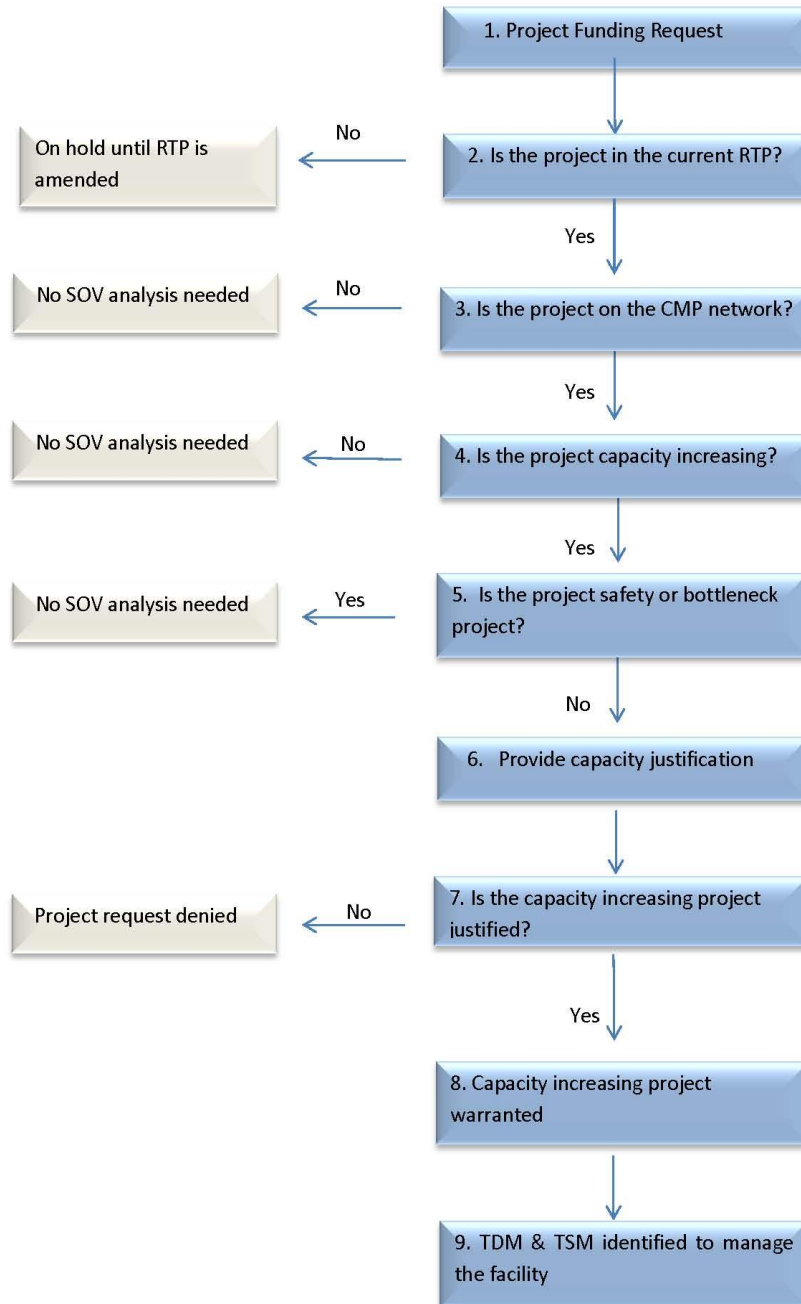 1. Project Funding Request
No
On hold until RTP is
amended
2. Is the project in the current RTP?
Yes
No SOV analysis needed
No
3. Is the project on the CMP network?
Yes
No SOV analysis needed
No
4. Is the project capacity increasing?
Yes
No SOV analysis needed
Yes
5. Is the project safety or bottleneck
project?
No
6. Provide capacity justification
Project request denied
No
7. Is the capacity increasing project
justified?
Yes
8. Capacity increasing project
warranted
9. TDM & TSM identified to manage
the facility